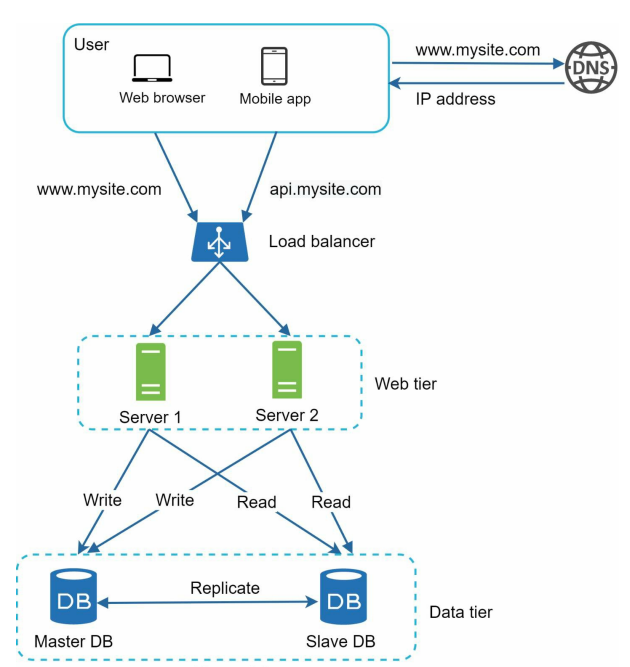 User
www.mysite.com
DNS
Web browser
Mobile app
IP address
www.mysite.com
api.mysite.com
Load balancer
Web tier
Server 1
Server 2
Write
Write
Read
Read
Replicate
DB
DB
Data tier
Master DB
Slave DB